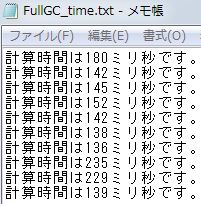 FullGC_time.txt - メモ帳
ファイル(F) 編集(E) 書式(O)
計算時間は180ミリ秒です。
計算時間は142ミリ秒です。
計算時間は145ミリ秒です。
計算時間は152ミリ秒です。
計算時間は142ミリ秒です。
計算時間は138ミリ秒です。
計算時間は136ミリ秒です。
計算時間は235ミリ秒です。
計算時間は229ミリ秒です。
計算時間は139ミリ秒です。